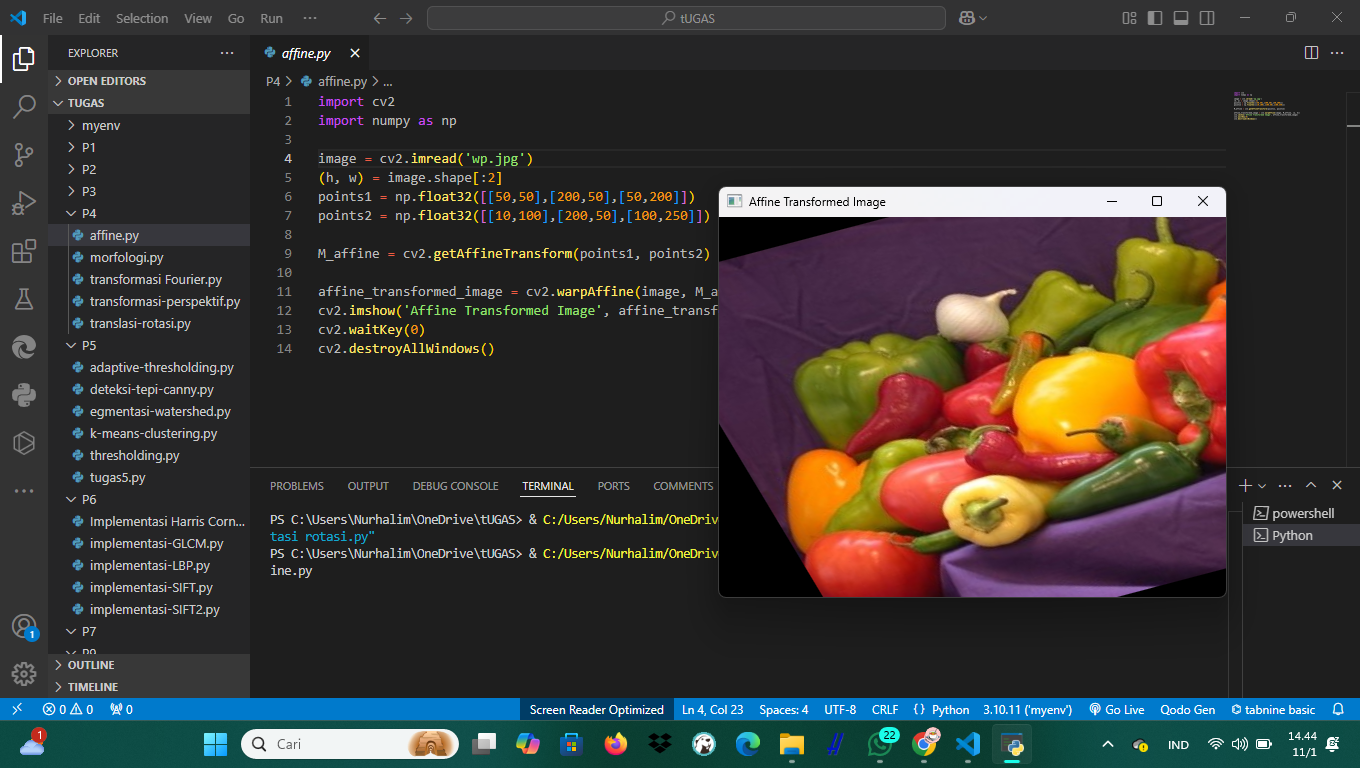 File Edit Selection View Go Run ··· tUGAS
EXPLORER
OPEN EDITORS
TUGAS
myenv
P1
P2
P3
P4
affine.py
morfologi.py
transformasi Fourier.py
transformasi-perspektif.py
translasi-rotasi.py
P5
adaptive-thresholding.py
deteksi-tepi-canny.py
egmentasi-watershed.py
k-means-clustering.py
thresholding.py
tugas5.py
P6
Implementasi Harris Corn...
implementasi-GLCM.py
implementasi-LBP.py
implementasi-SIFT.py
implementasi-SIFT2.py
P7
OUTLINE
TIMELINE
1
affine.py
P4 > affine.py > ...
1 import cv2
2 import numpy as np
3
4 image = cv2.imread('wp.jpg')
5 (h, w) = image.shape[:2]
6 points1 = np.float32([[50,50],[200,50],[50,200]])
7 points2 = np.float32([[10,100],[200,50],[100,250]])
8
9 M_affine = cv2.getAffineTransform(points1, points2)
10
11 affine_transformed_image = cv2.warpAffine(image, M_a
12 cv2.imshow('Affine Transformed Image', affine_transf
13 cv2.waitKey(0)
14 cv2.destroyAllWindows()
Affine Transformed Image
PROBLEMS OUTPUT DEBUG CONSOLE TERMINAL PORTS COMMENTS
PS C:\Users\Nurhalim\OneDrive\tUGAS> & C:/Users/Nurhalim/OneDriv
tasi rotasi.py"
PS C:\Users\Nurhalim\OneDrive\tUGAS> & C:/Users/Nurhalim/OneDriv
ine.py
powershell
Python
0 0 0 Screen Reader Optimized Ln 4, Col 23 Spaces: 4 UTF-8 CRLF {} Python 3.10.11 ('myenv') Go Live Qodo Gen tabnine basic
1 Cari 22 IND 14.44
11/1